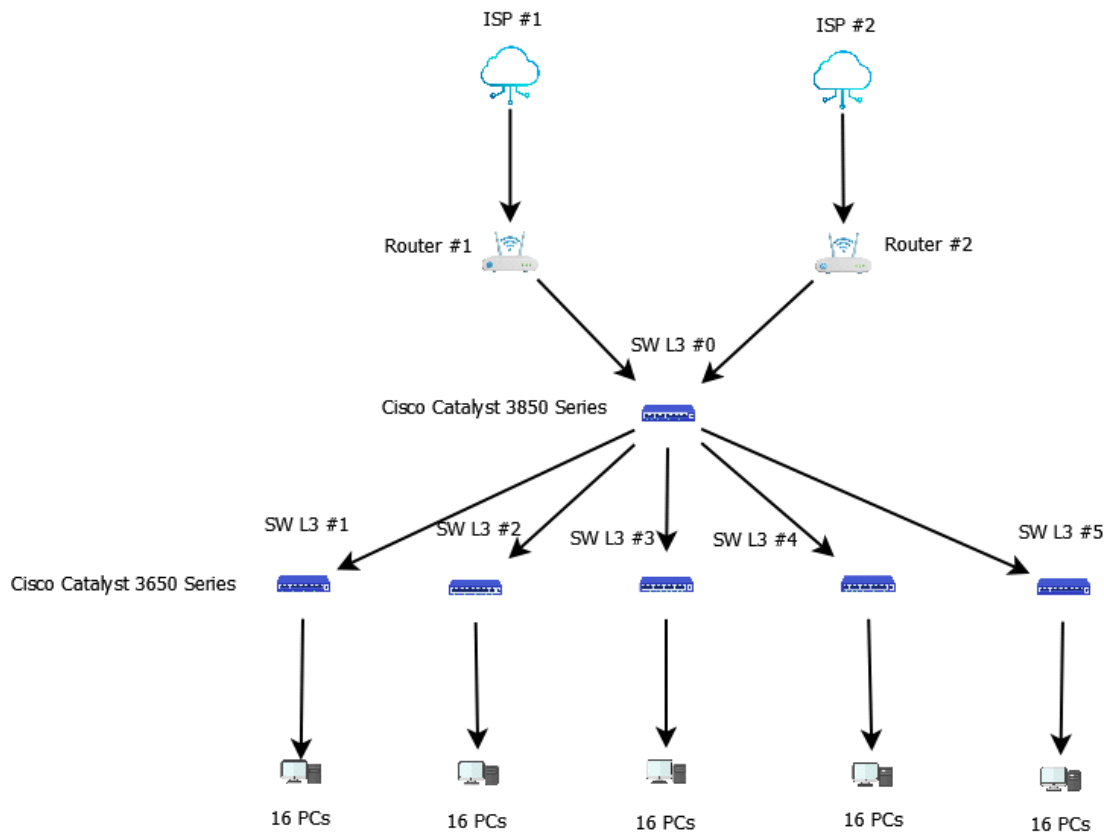 ISP #1
ISP #2
Router #1
Router #2
SW L3 #0
Cisco Catalyst 3850 Series
SW L3 #1
SW L3 #2
SW L3 #3
SW L3 #4
SW L3 #5
Cisco Catalyst 3650 Series
16 PCs
16 PCs
16 PCs
16 PCs
16 PCs